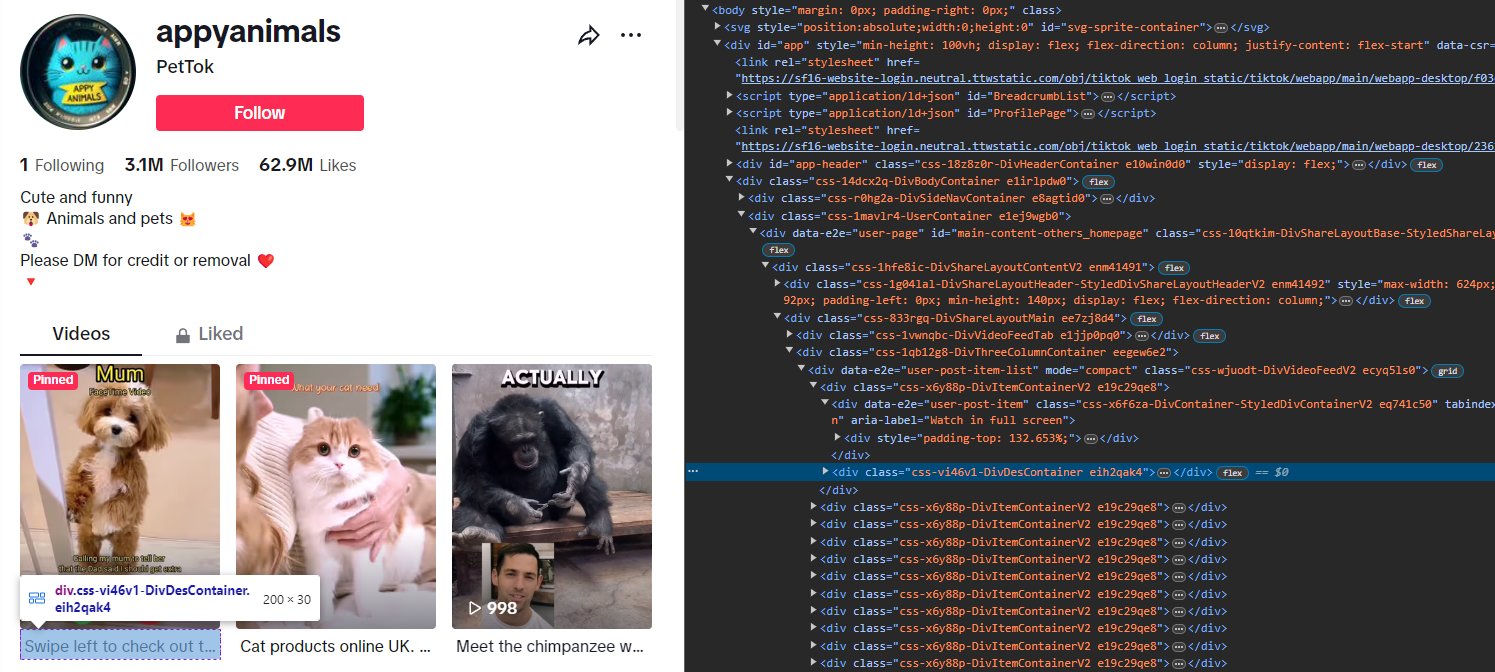 appyanimals
PetTok
Follow
APPY
ANIMALS
1 Following 3.1M Followers 62.9M Likes
Cute and funny
🐶 Animals and pets 😻
🐾
Please DM for credit or removal ❤️
🔻
Videos
Liked
Pinned
Mum
FaceTime Video
Calling my mum to tell her
that the Dad said I should get extra
Pinned
What your cat need
ACTUALLY
998
div.css-vi46v1-DivDesContainer.
eih2qak4
200 × 30
Swipe left to check out t...
Cat products online UK. ...
Meet the chimpanzee w...
<body style="margin: 0px; padding-right: 0px;" class>
<svg style="position:absolute;width:0;height:0" id="svg-sprite-container">…</svg>
<div id="app" style="min-height: 100vh; display: flex; flex-direction: column; justify-content: flex-start" data-csr=
<link rel="stylesheet" href=
"https://sf16-website-login.neutral.ttwstatic.com/obj/tiktok_web_login_static/tiktok/webapp/main/webapp-desktop/f03
<script type="application/ld+json" id="BreadcrumbList">…</script>
<script type="application/ld+json" id="ProfilePage">…</script>
<link rel="stylesheet" href=
"https://sf16-website-login.neutral.ttwstatic.com/obj/tiktok_web_login_static/tiktok/webapp/main/webapp-desktop/236
<div id="app-header" class="css-18z8z0r-DivHeaderContainer e10win0d0" style="display: flex;">…</div> flex
<div class="css-14dcx2q-DivBodyContainer e1irlpdw0"> flex
<div class="css-r0hg2a-DivSideNavContainer e8agtid0">…</div>
<div class="css-1mavlr4-UserContainer e1ej9wgb0">
<div data-e2e="user-page" id="main-content-others_homepage" class="css-10qtkim-DivShareLayoutBase-StyledShareLay
flex
<div class="css-1hfe8ic-DivShareLayoutContentV2 enm41491"> flex
<div class="css-1g04lal-DivShareLayoutHeader-StyledDivShareLayoutHeaderV2 enm41492" style="max-width: 624px;
92px; padding-left: 0px; min-height: 140px; display: flex; flex-direction: column;">…</div> flex
<div class="css-833rgq-DivShareLayoutMain ee7zj8d4"> flex
<div class="css-1vwnqbc-DivVideoFeedTab e1jjp0pq0">…</div> flex
<div class="css-1qb12g8-DivThreeColumnContainer eegew6e2">
<div data-e2e="user-post-item-list" mode="compact" class="css-wjuodt-DivVideoFeedV2 ecyq5ls0"> grid
<div class="css-x6y88p-DivItemContainerV2 e19c29qe8">
<div data-e2e="user-post-item" class="css-x6f6za-DivContainer-StyledDivContainerV2 eq741c50" tabindex
n" aria-label="Watch in full screen">
<div style="padding-top: 132.653%;">…</div>
</div>
<div class="css-vi46v1-DivDesContainer eih2qak4">…</div> flex == $0
</div>
<div class="css-x6y88p-DivItemContainerV2 e19c29qe8">…</div>
<div class="css-x6y88p-DivItemContainerV2 e19c29qe8">…</div>
<div class="css-x6y88p-DivItemContainerV2 e19c29qe8">…</div>
<div class="css-x6y88p-DivItemContainerV2 e19c29qe8">…</div>
<div class="css-x6y88p-DivItemContainerV2 e19c29qe8">…</div>
<div class="css-x6y88p-DivItemContainerV2 e19c29qe8">…</div>
<div class="css-x6y88p-DivItemContainerV2 e19c29qe8">…</div>
<div class="css-x6y88p-DivItemContainerV2 e19c29qe8">…</div>
<div class="css-x6y88p-DivItemContainerV2 e19c29qe8">…</div>
<div class="css-x6y88p-DivItemContainerV2 e19c29qe8">…</div>